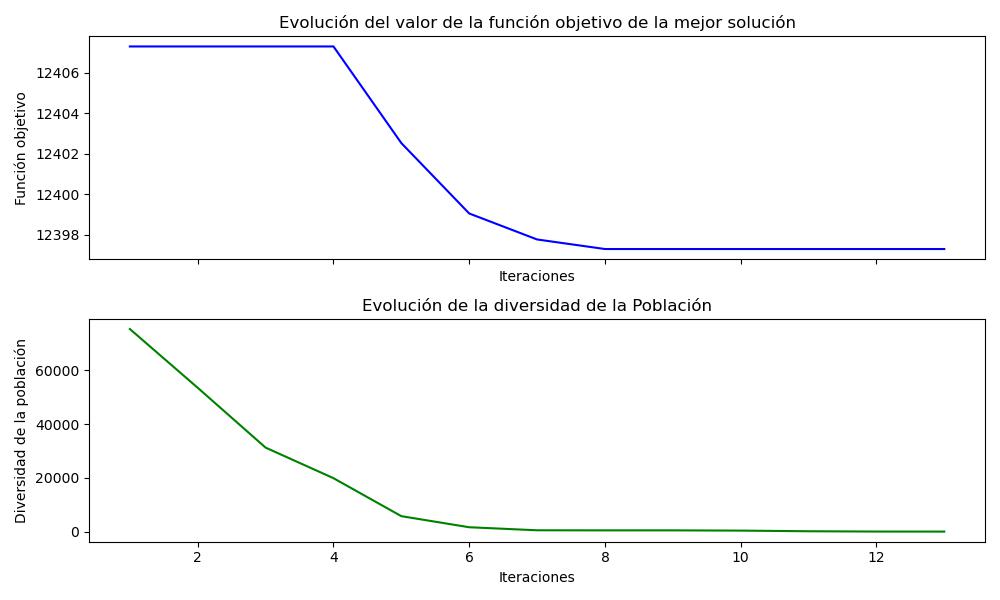 Evolución del valor de la función objetivo de la mejor solución
Función objetivo
12406
12404
12402
12400
12398
Iteraciones
Evolución de la diversidad de la Población
Diversidad de la población
60000
40000
20000
0
2 4 6 8 10 12
Iteraciones